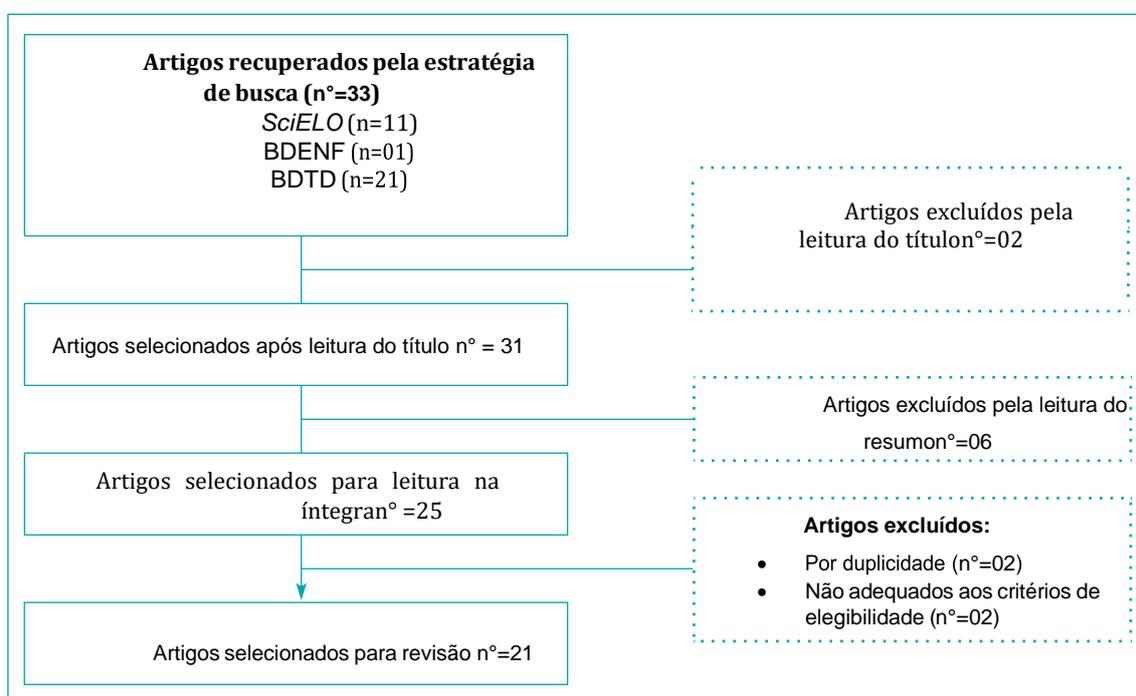 Artigos recuperados pela estratégia
de busca (n°=33)
SciELO (n=11)
BDENF (n=01)
BDTD (n=21)
Artigos excluídos pela
leitura do títulon°=02
Artigos selecionados após leitura do título n° = 31
Artigos excluídos pela leitura do
resumon°=06
Artigos selecionados para leitura na
íntegran° =25
Artigos excluídos:
• Por duplicidade (n°=02)
• Não adequados aos critérios de
elegibilidade (n°=02)
Artigos selecionados para revisão n°=21